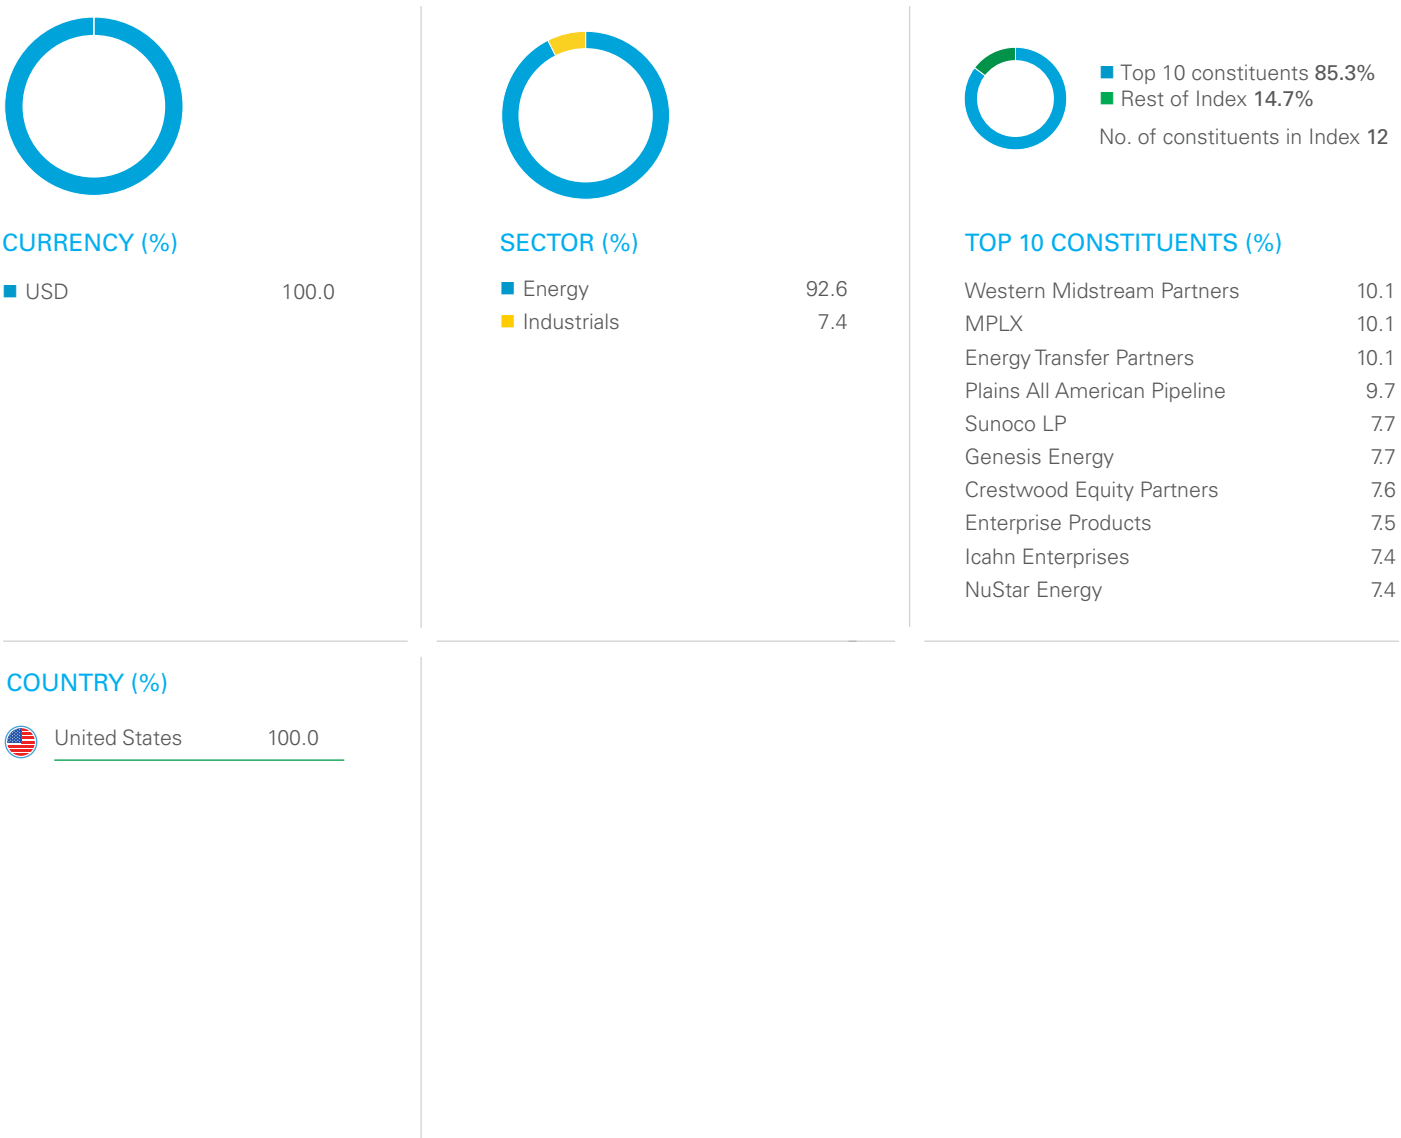 CURRENCY (%)
USD 100.0
SECTOR (%)
Energy 92.6
Industrials 7.4
Top 10 constituents 85.3%
Rest of Index 14.7%
No. of constituents in Index 12
TOP 10 CONSTITUENTS (%)
Western Midstream Partners 10.1
MPLX 10.1
Energy Transfer Partners 10.1
Plains All American Pipeline 9.7
Sunoco LP 7.7
Genesis Energy 7.7
Crestwood Equity Partners 7.6
Enterprise Products 7.5
Icahn Enterprises 7.4
NuStar Energy 7.4
COUNTRY (%)
United States 100.0